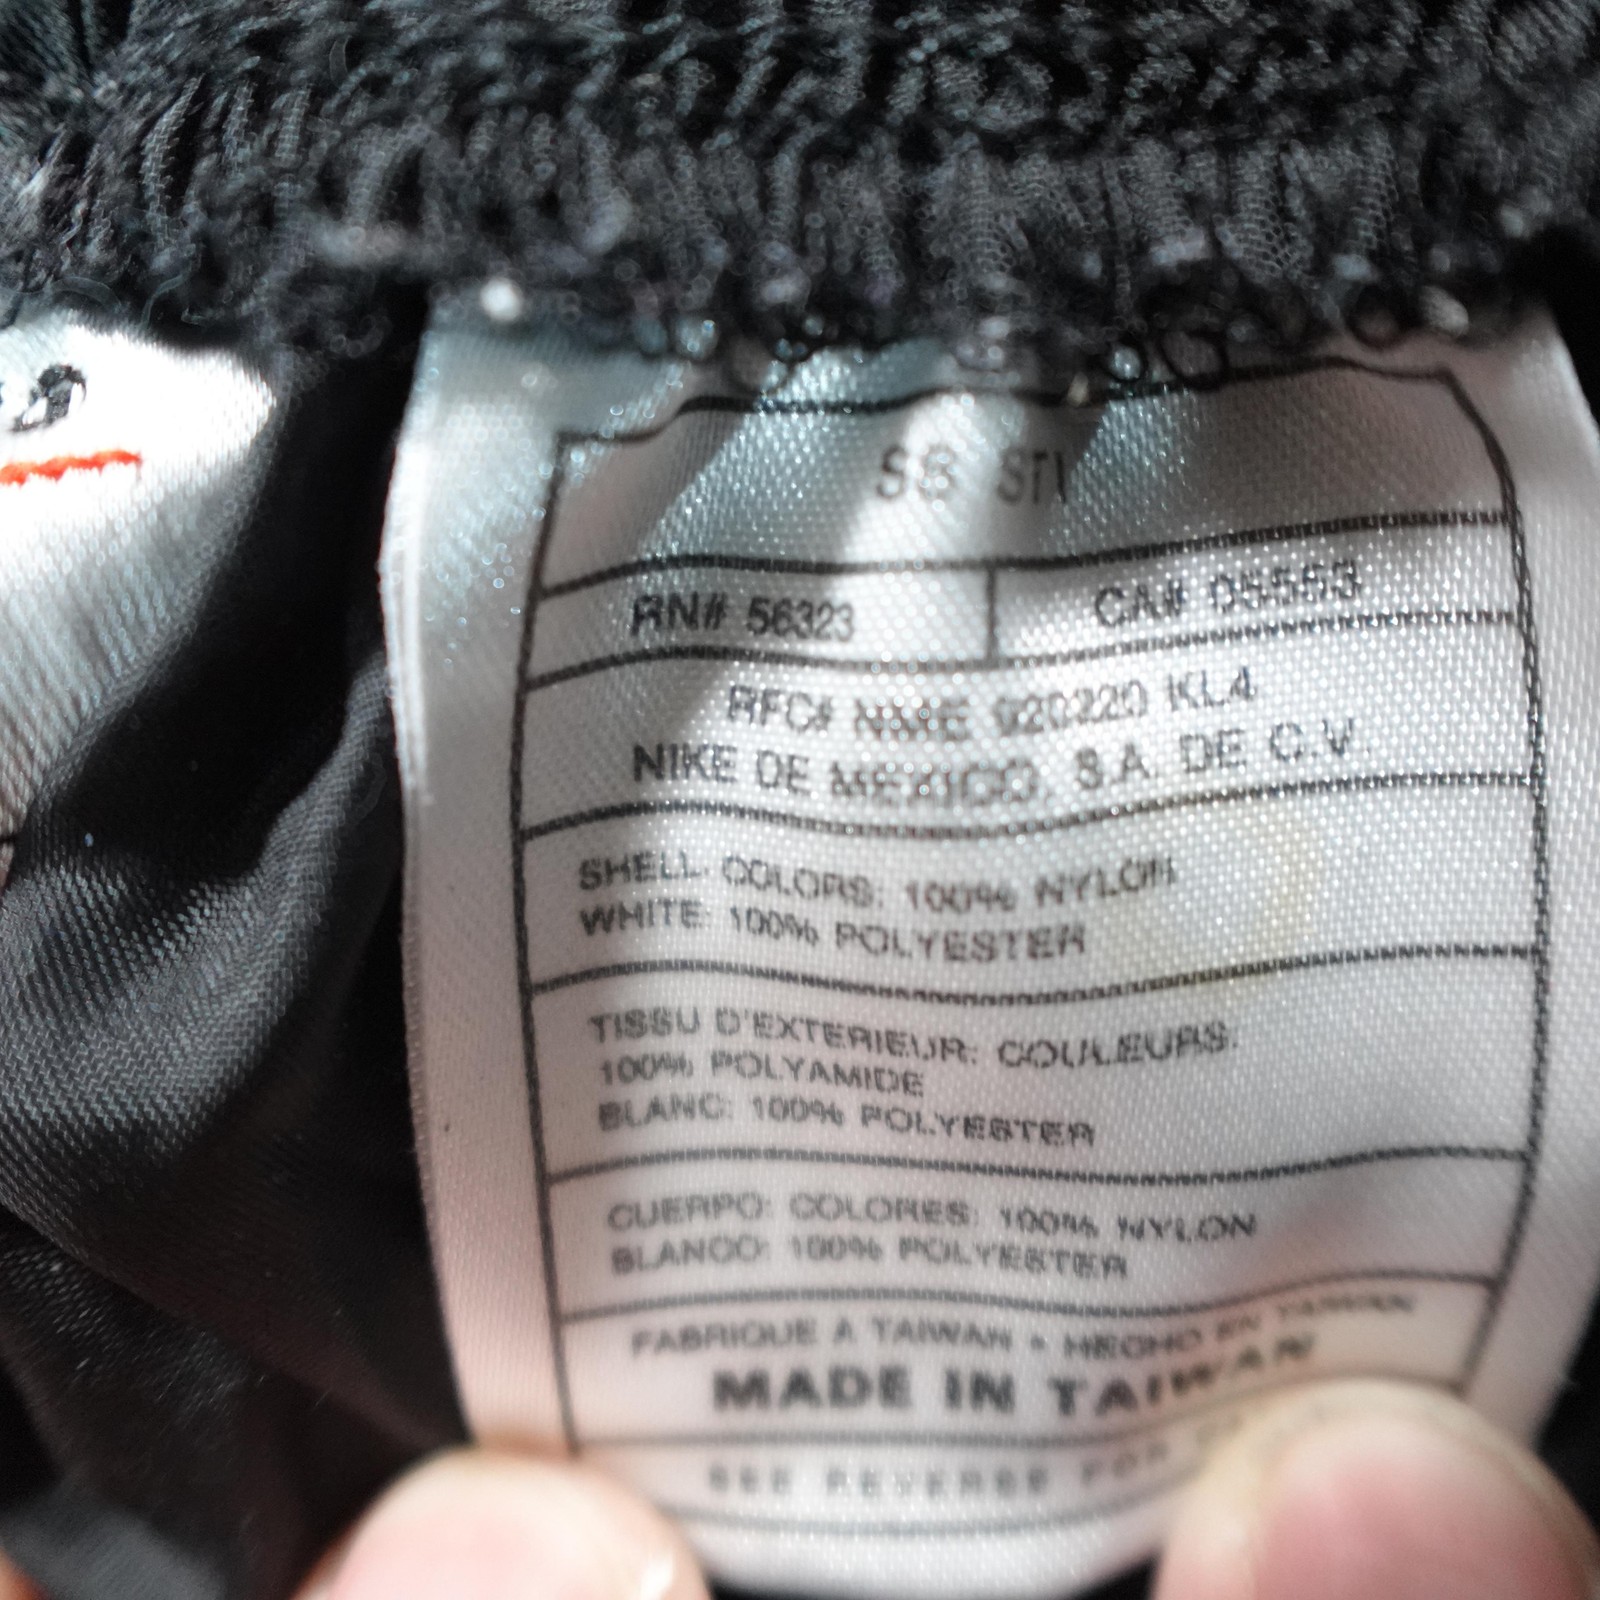 RN# 56323
CA# 05553
RFC# NME 920220 KL4
NIKE DE MEXICO, S.A. DE C.V.
SHELL: COLORS: 100% NYLON
WHITE: 100% POLYESTER
TISSU D'EXTERIEUR: COULEURS:
100% POLYAMIDE
BLANC: 100% POLYESTER
CUERPO: COLORES: 100% NYLON
BLANCO: 100% POLYESTER
FABRIQUE A TAIWAN • HECHO EN TAIWAN
MADE IN TAIWAN
SEE REVERSE FOR